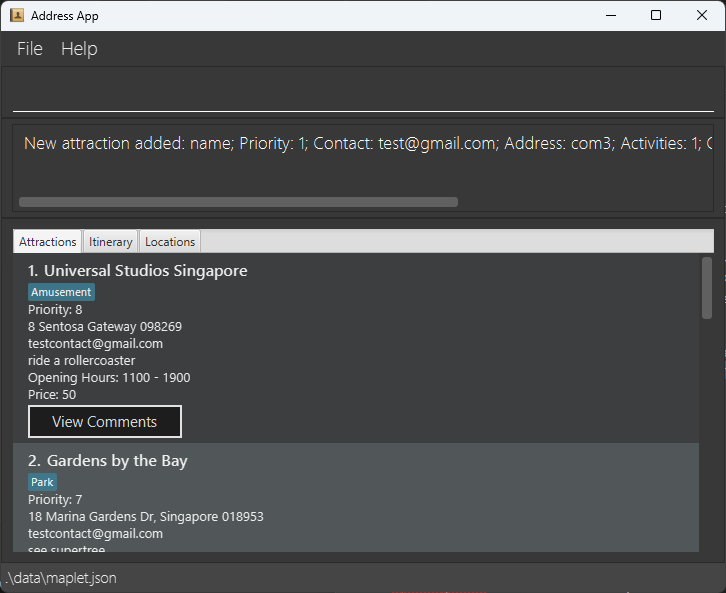 Address App
File Help
New attraction added: name; Priority: 1; Contact: test@gmail.com; Address: com3; Activities: 1;
Attractions Itinerary Locations
1. Universal Studios Singapore
Amusement
Priority: 8
8 Sentosa Gateway 098269
testcontact@gmail.com
ride a rollercoaster
Opening Hours: 1100 - 1900
Price: 50
View Comments
2. Gardens by the Bay
Park
Priority: 7
18 Marina Gardens Dr, Singapore 018953
testcontact@gmail.com
see supertree
.\data\maplet.json